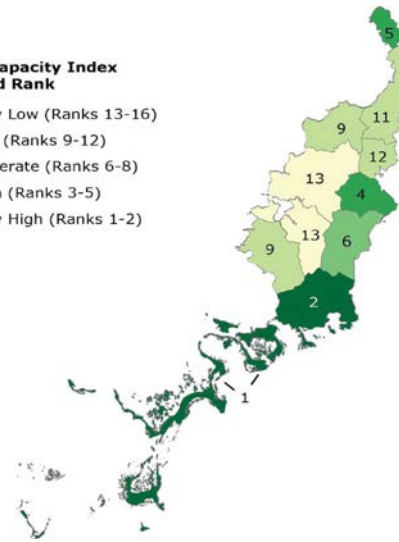 apacity Index
d Rank
y Low (Ranks 13-16)
(Ranks 9-12)
erate (Ranks 6-8)
(Ranks 3-5)
y High (Ranks 1-2)
5
11
9
12
13
4
13
6
9
2
1